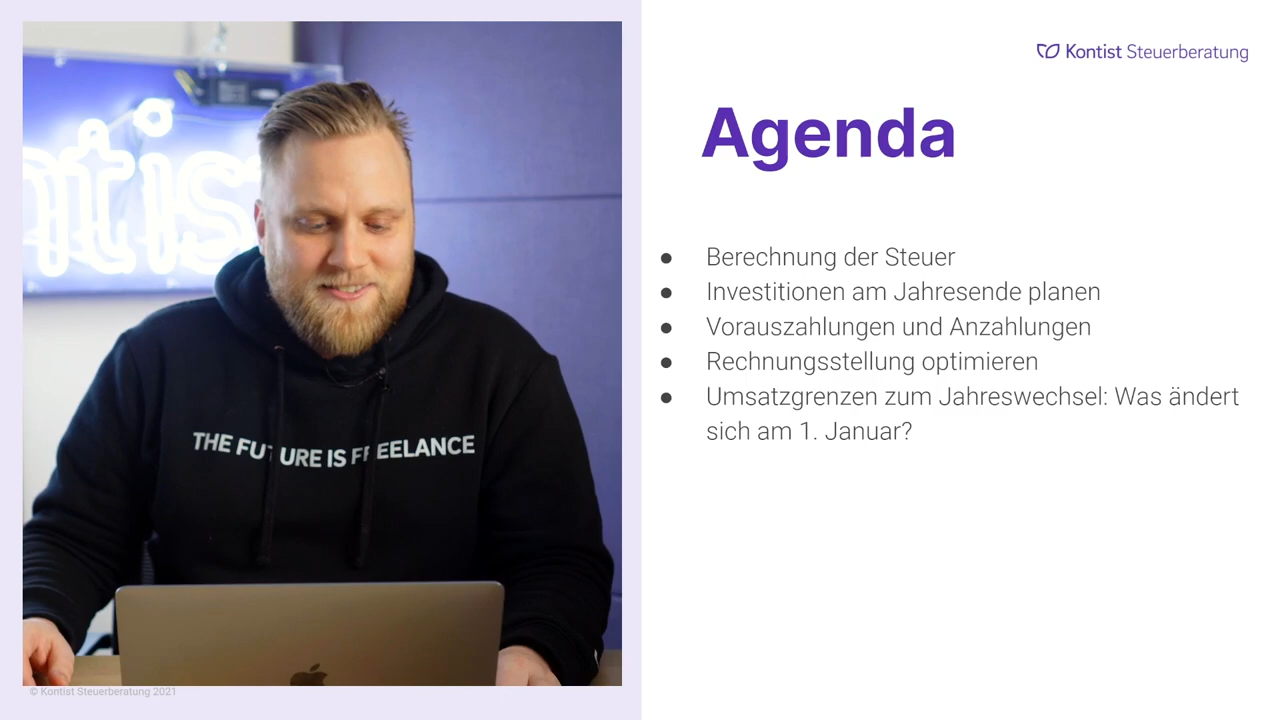 Kontist Steuerberatung
Agenda
ntis
THE FUTURE IS FREELANCE
● Berechnung der Steuer
● Investitionen am Jahresende planen
● Vorauszahlungen und Anzahlungen
● Rechnungsstellung optimieren
● Umsatzgrenzen zum Jahreswechsel: Was ändert
sich am 1. Januar?
© Kontist Steuerberatung 2021